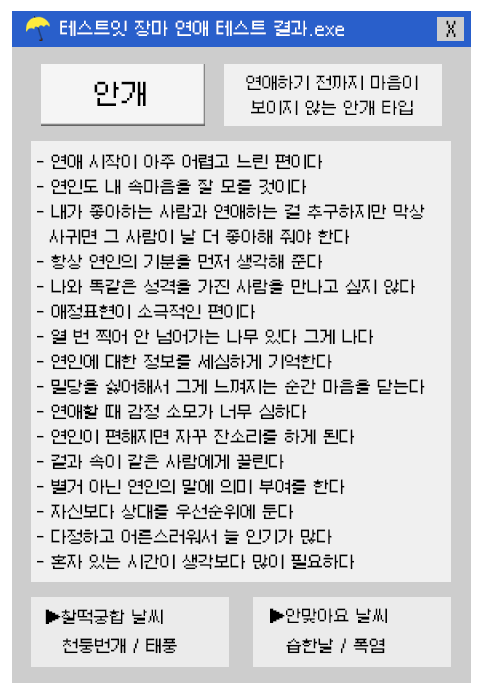 테스트잇 장마 연애 테스트 결과.exe
X
안개
연애하기 전까지 마음이
보이지 않는 안개 타입
- 연애 시작이 아주 어렵고 느린 편이다
- 연인도 내 속마음을 잘 모를 것이다
- 내가 좋아하는 사람과 연애하는 걸 추구하지만 막상
사귀면 그 사람이 날 더 좋아해 줘야 한다
- 항상 연인의 기분을 먼저 생각해 준다
- 나와 똑같은 성격을 가진 사람을 만나고 싶지 않다
- 애정표현이 소극적인 편이다
- 열 번 찍어 안 넘어가는 나무 있다 그게 나다
- 연인에 대한 정보를 세심하게 기억한다
- 밀당을 싫어해서 그게 느껴지는 순간 마음을 닫는다
- 연애할 때 감정 소모가 너무 심하다
- 연인이 편해지면 자꾸 잔소리를 하게 된다
- 겉과 속이 같은 사람에게 끌린다
- 별거 아닌 연인의 말에 의미 부여를 한다
- 자신보다 상대를 우선순위에 둔다
- 다정하고 어른스러워서 늘 인기가 많다
- 혼자 있는 시간이 생각보다 많이 필요하다
▶찰떡궁합 날씨
천둥번개 / 태풍
▶안맞아요 날씨
습한날 / 폭염